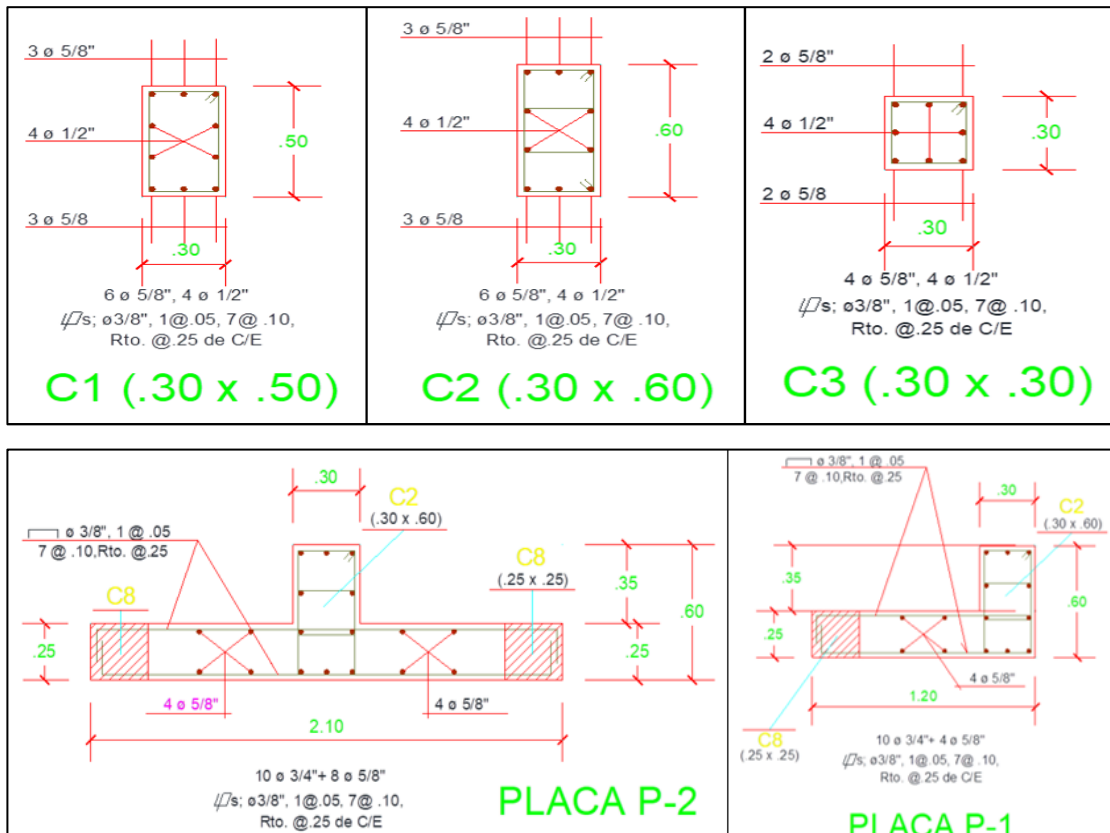 3 ø 5/8"
4 ø 1/2"
.50
3 ø 5/8
.30
6 ø 5/8", 4 ø 1/2"
s; ø3/8", 1@.05, 7@ .10,
Rto. @.25 de C/E
C1 (.30 x .50)
3 ø 5/8"
4 ø 1/2"
.60
3 ø 5/8
.30
6 ø 5/8", 4 ø 1/2"
s; ø3/8", 1@.05, 7@ .10,
Rto. @.25 de C/E
C2 (.30 x .60)
2 ø 5/8"
4 ø 1/2"
.30
2 ø 5/8
.30
4 ø 5/8", 4 ø 1/2"
s; ø3/8", 1@.05, 7@ .10,
Rto. @.25 de C/E
C3 (.30 x .30)
.30
C2
(.30 x .60)
ø 3/8", 1 @ .05
7 @ .10,Rto. @.25
C8
C8
(.25 x .25)
.35
.60
.25
.25
4 ø 5/8"
4 ø 5/8"
2.10
10 ø 3/4"+ 8 ø 5/8"
s; ø3/8", 1@.05, 7@ .10,
Rto. @.25 de C/E
PLACA P-2
ø 3/8", 1 @ .05
7 @ .10,Rto. @.25
.30
C2
(.30 x .60)
.35
.60
.25
4 ø 5/8"
1.20
C8
(.25 x .25)
10 ø 3/4"+ 4 ø 5/8"
s; ø3/8", 1@.05, 7@ .10,
Rto. @.25 de C/E
PLACA P-1